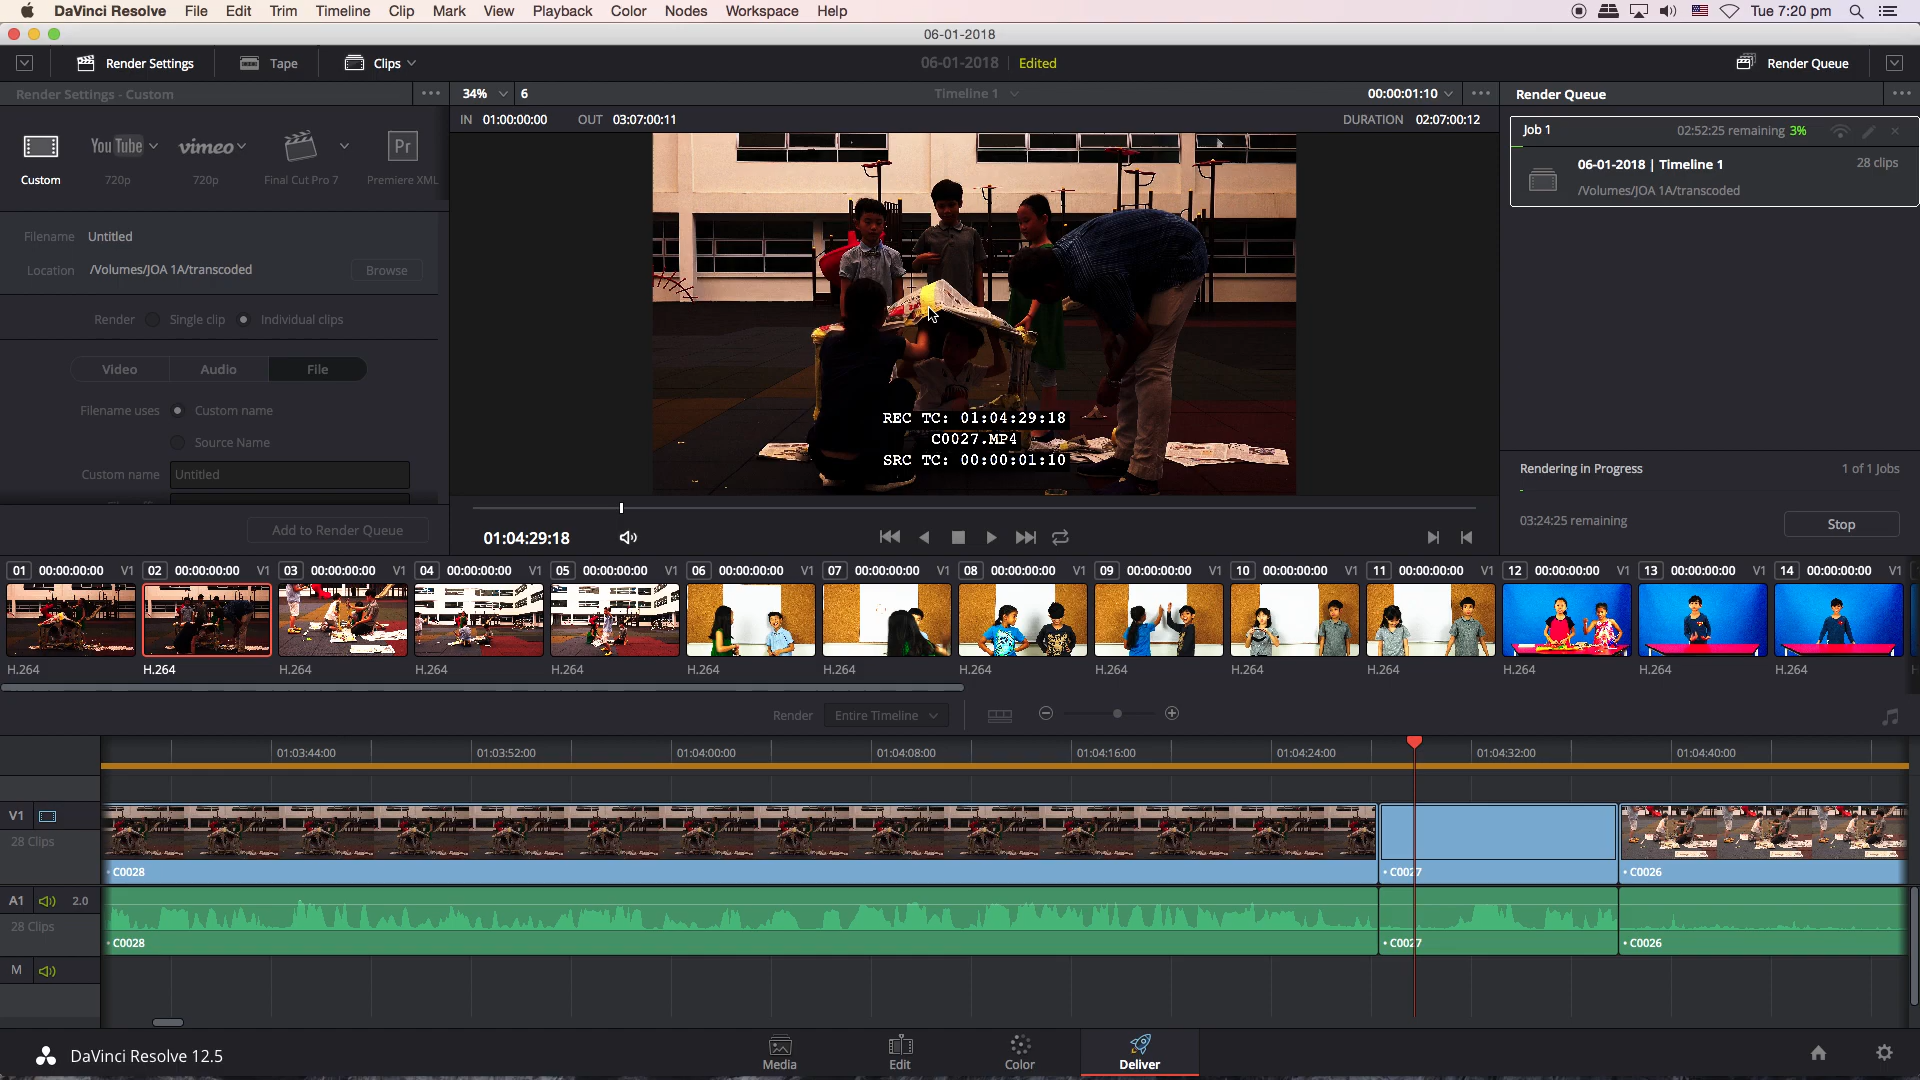 DaVinci Resolve File Edit Trim Timeline Clip Mark View Playback Color Nodes Workspace Help Tue 7:20 pm
06-01-2018
Render Settings Tape Clips 06-01-2018 Edited Render Queue
Render Settings - Custom 34% 6 Timeline 1 00:00:01:10 Render Queue
IN 01:00:00:00 OUT 03:07:00:11 DURATION 02:07:00:12
Job 1 02:52:25 remaining 3%
06-01-2018 | Timeline 1 28 clips
/Volumes/JOA 1A/transcoded
YouTube vimeo Pr
Custom 720p 720p Final Cut Pro 7 Premiere XML
Filename Untitled
Location /Volumes/JOA 1A/transcoded Browse
Render Single clip Individual clips
Video Audio File
Filename uses Custom name
Source Name
Custom name Untitled
Add to Render Queue
REC TC: 01:04:29:18
C0027.MP4
SRC TC: 00:00:01:10
Rendering in Progress 1 of 1 Jobs
03:24:25 remaining Stop
01:04:29:18
01 00:00:00:00 V1 02 00:00:00:00 V1 03 00:00:00:00 V1 04 00:00:00:00 V1 05 00:00:00:00 V1 06 00:00:00:00 V1 07 00:00:00:00 V1 08 00:00:00:00 V1 09 00:00:00:00 V1 10 00:00:00:00 V1 11 00:00:00:00 V1 12 00:00:00:00 V1 13 00:00:00:00 V1 14 00:00:00:00 V1
H.264 H.264 H.264 H.264 H.264 H.264 H.264 H.264 H.264 H.264 H.264 H.264 H.264 H.264
Render Entire Timeline
01:03:44:00 01:03:52:00 01:04:00:00 01:04:08:00 01:04:16:00 01:04:24:00 01:04:32:00 01:04:40:00
V1
28 Clips
C0028 C0027 C0026
A1 2.0
28 Clips
C0028 C0027 C0026
M
DaVinci Resolve 12.5 Media Edit Color Deliver